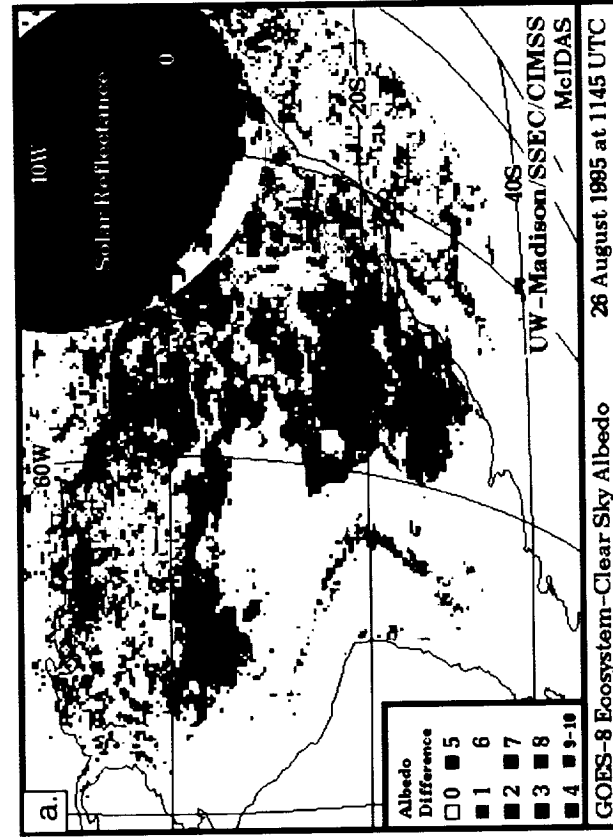 a.
10W
0
Solar Reflectance
60W
20S
40S
UW-Madison/SSEC/CIMSS
McIDAS
Albedo
Difference
0 5
1 6
2 7
3 8
4 9-10
GOES-8 Ecosystem-Clear Sky Albedo 26 August 1995 at 1145 UTC